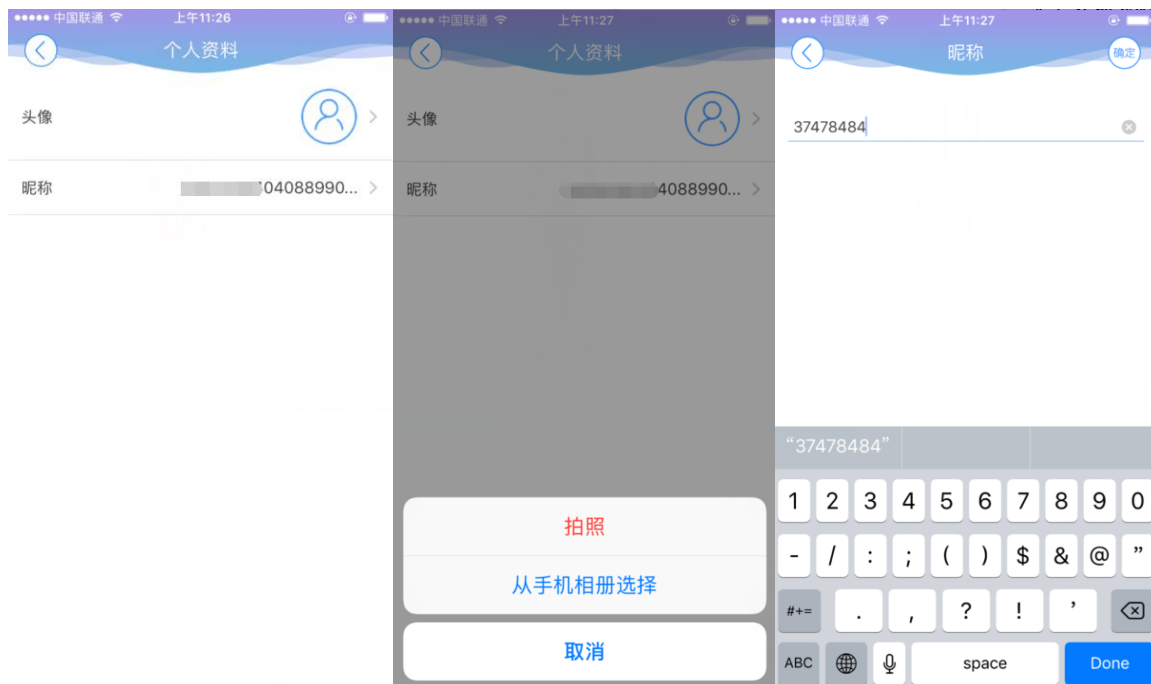 中国联通 上午11:26
个人资料
头像
昵称 04088990...
中国联通 上午11:27
个人资料
头像
昵称 4088990...
拍照
从手机相册选择
取消
中国联通 上午11:27
昵称 确定
37478484
“37478484”
1 2 3 4 5 6 7 8 9 0
- / : ; ( ) $ & @ ”
#+= . , ? ! ’
ABC space Done